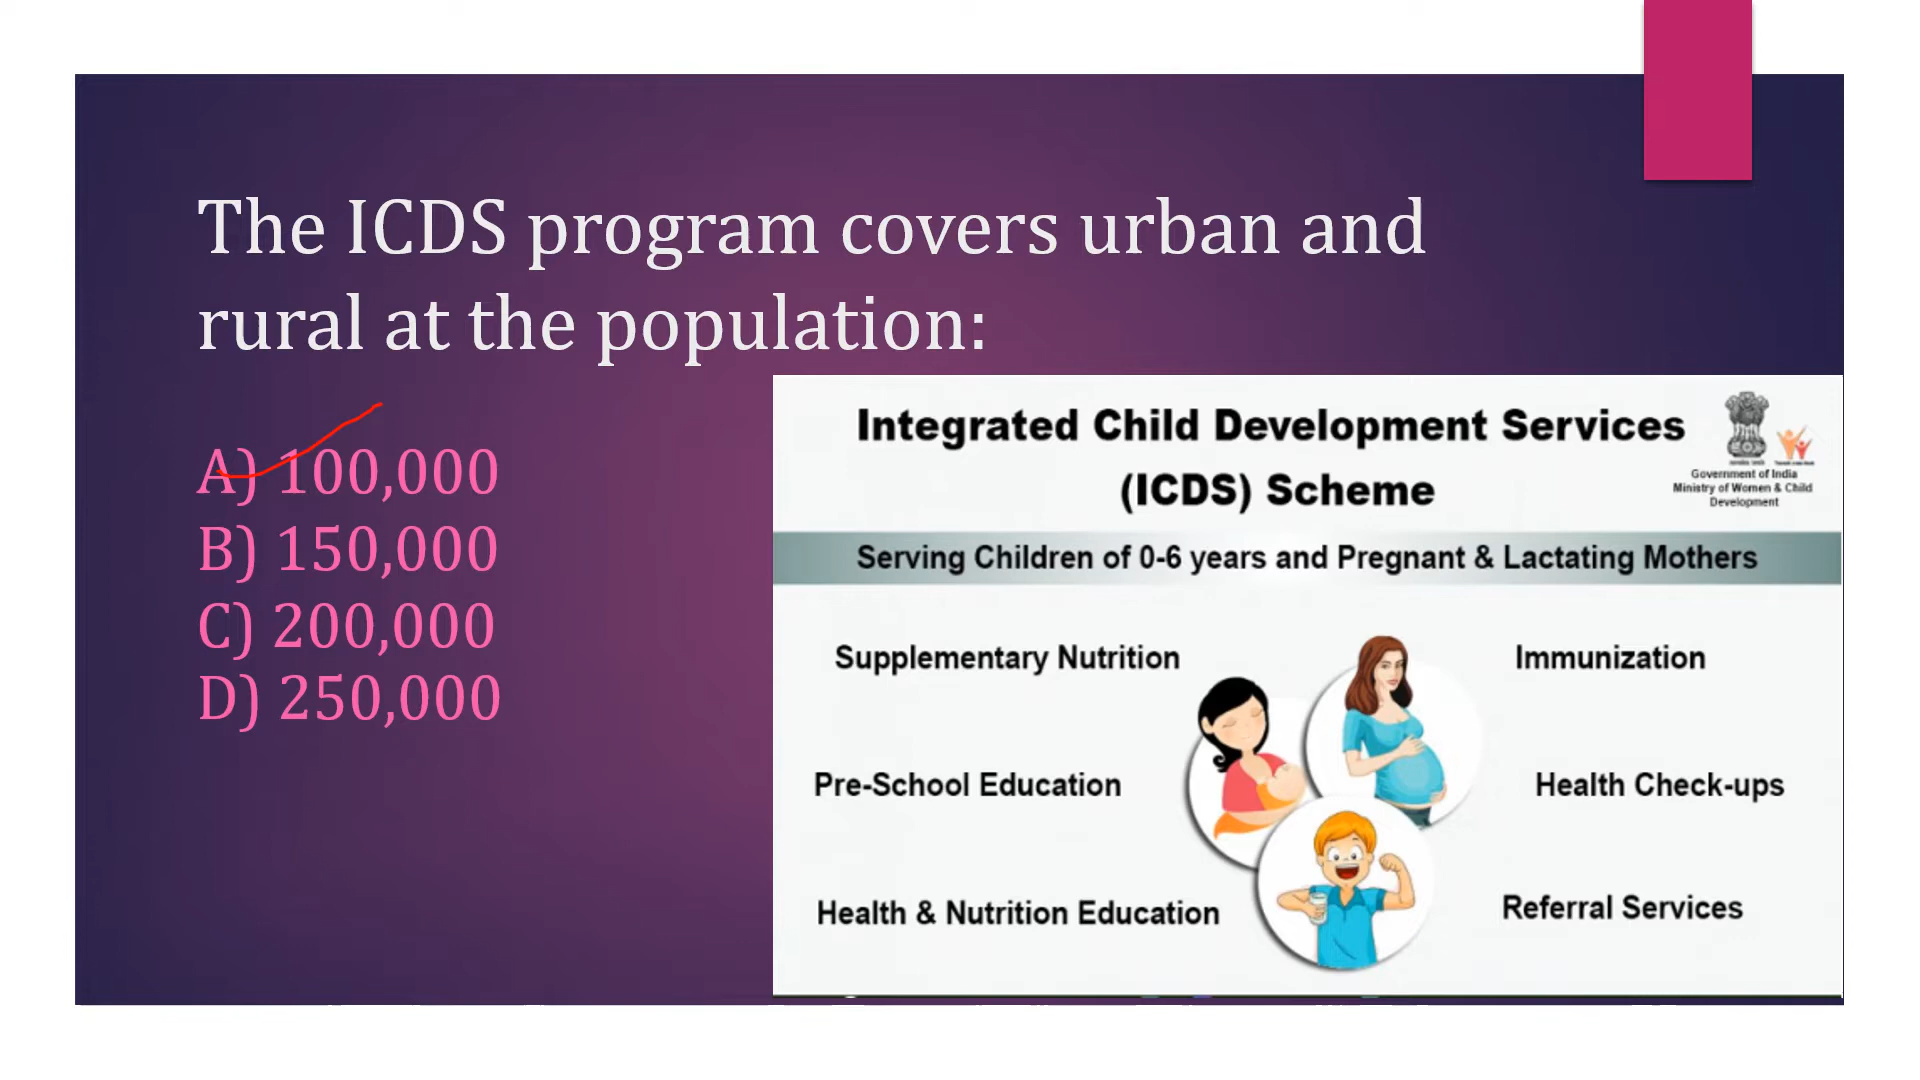 The ICDS program covers urban and
rural at the population:
A) 100,000
B) 150,000
C) 200,000
D) 250,000
Integrated Child Development Services
(ICDS) Scheme
Government of India
Ministry of Women & Child
Development
Serving Children of 0-6 years and Pregnant & Lactating Mothers
Supplementary Nutrition
Immunization
Pre-School Education
Health Check-ups
Health & Nutrition Education
Referral Services